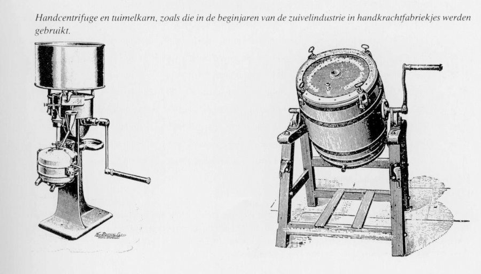 Handcentrifuge en tuimelkarn, zoals die in de beginjaren van de zuivelindustrie in handkrachtfabriekjes werden
gebruikt.